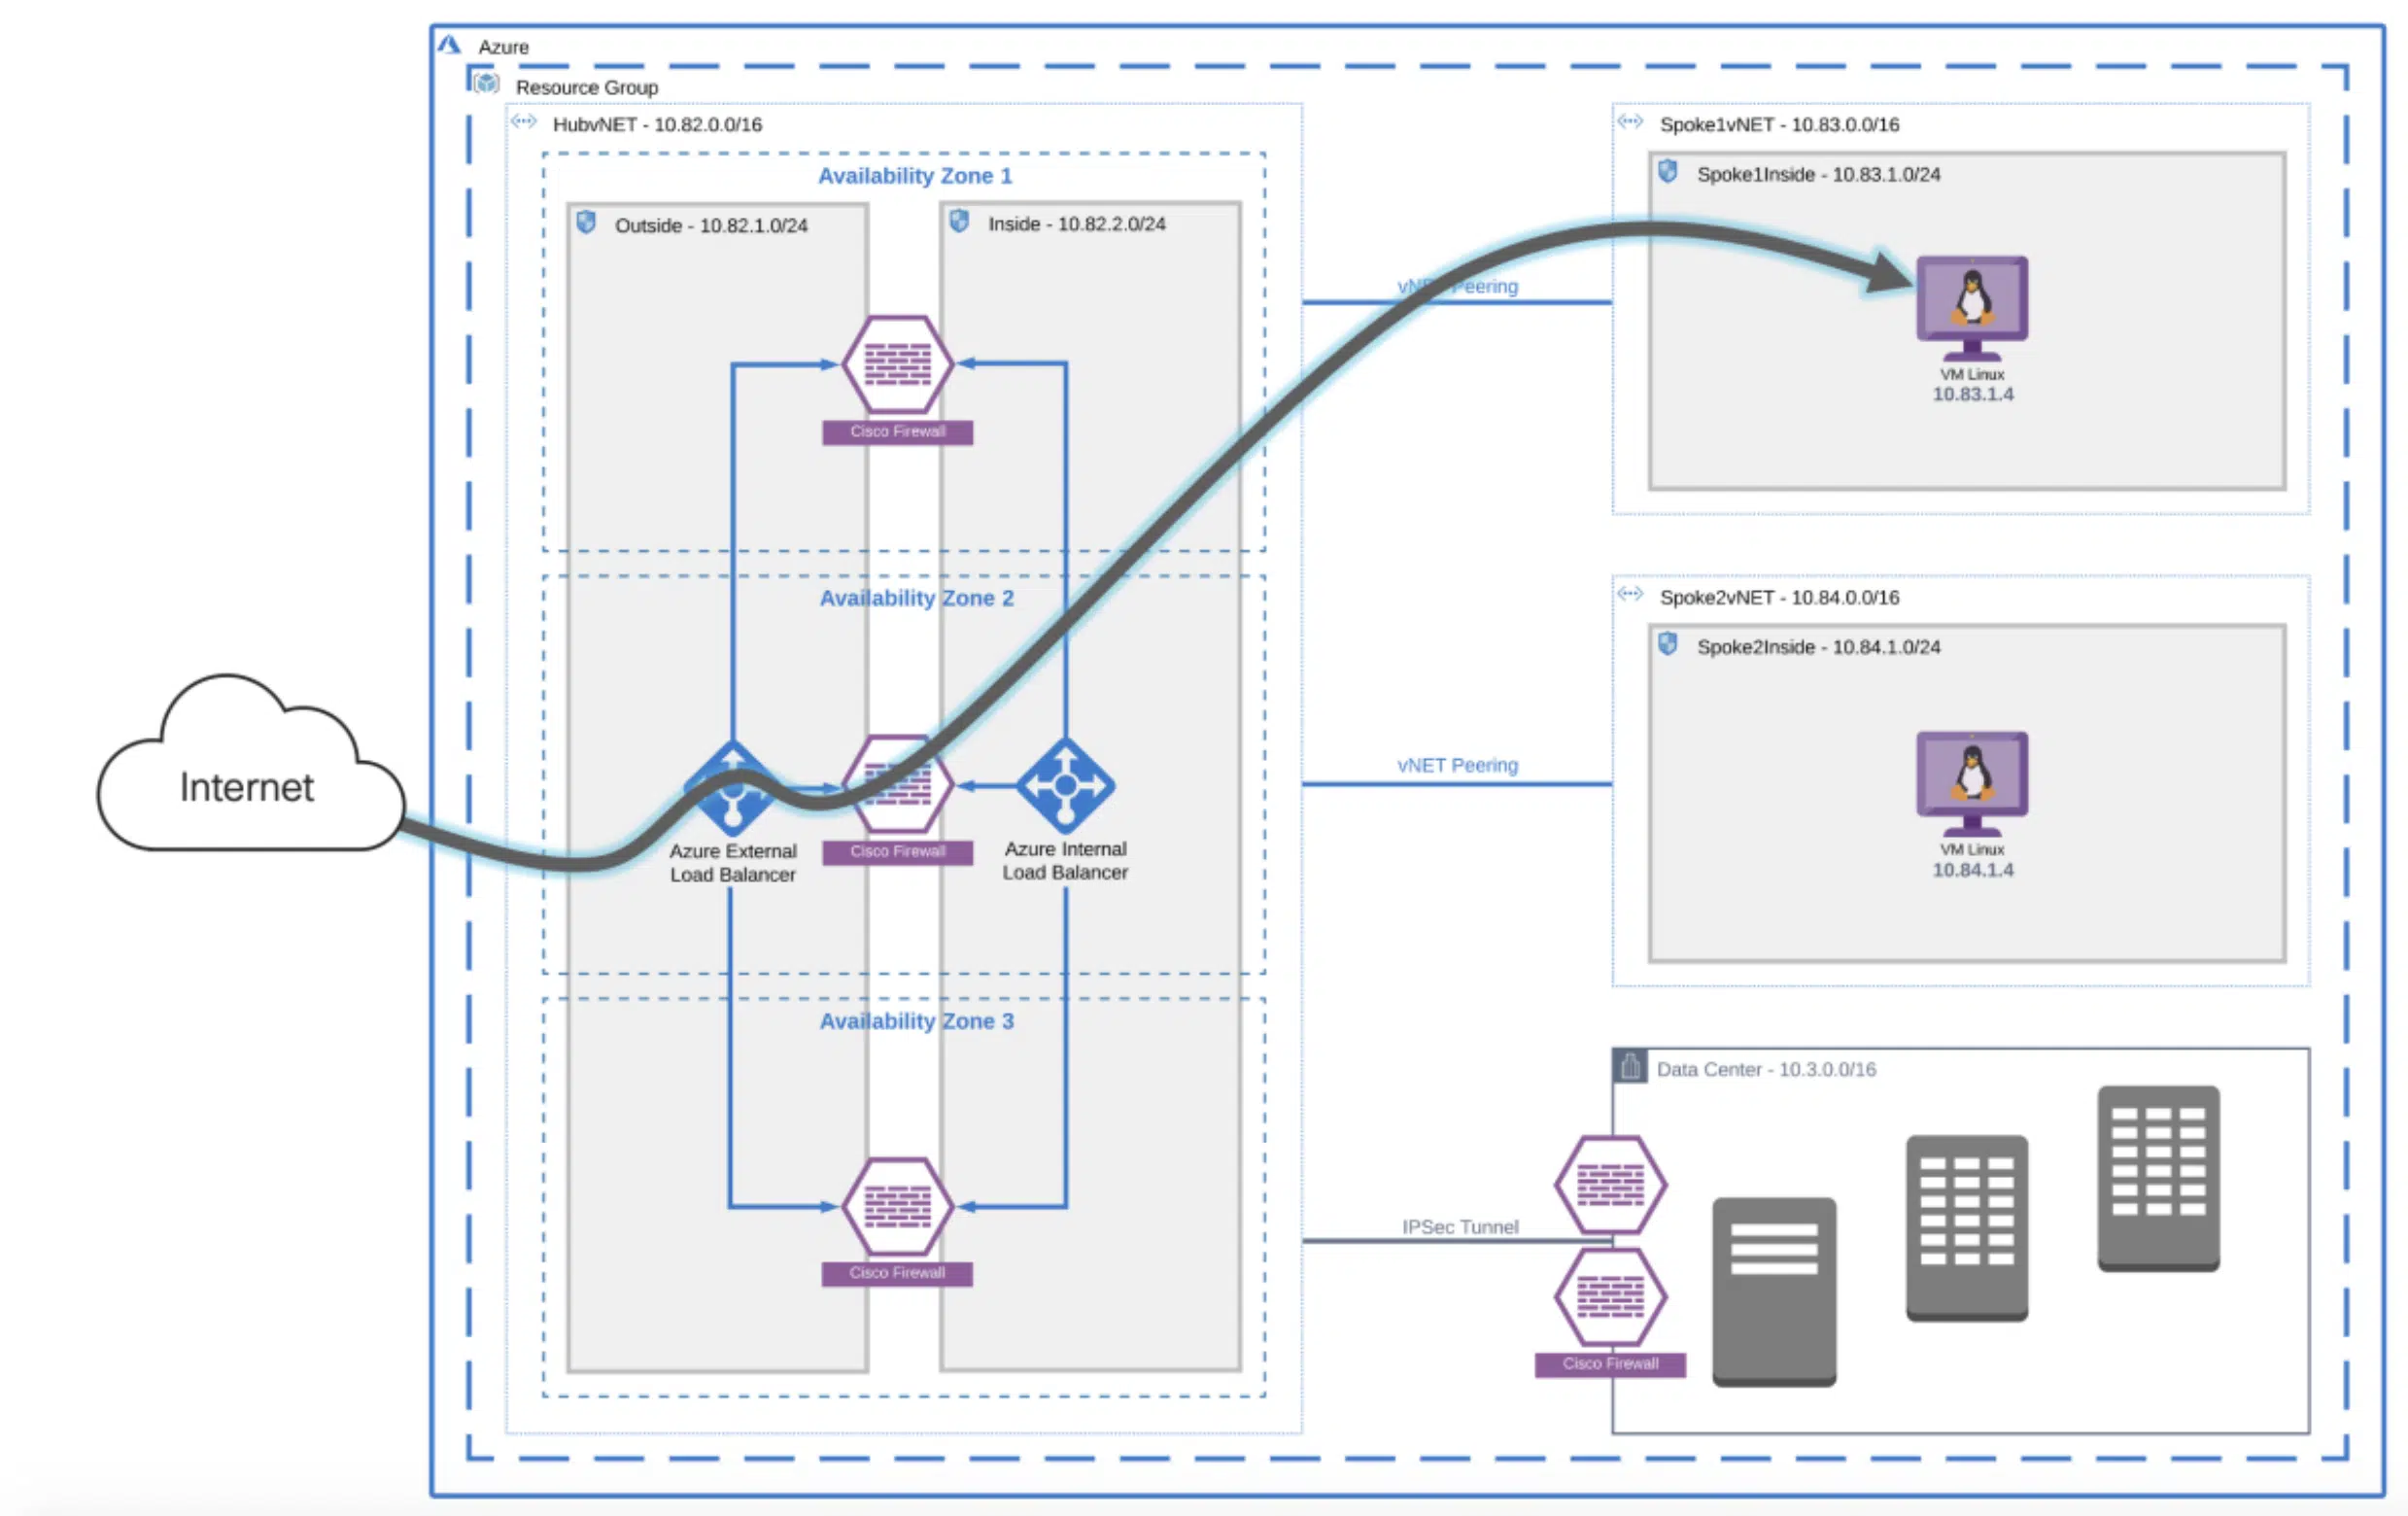 Azure
Resource Group
HubvNET - 10.82.0.0/16
Availability Zone 1
Outside - 10.82.1.0/24
Inside - 10.82.2.0/24
Cisco Firewall
Availability Zone 2
Internet
Azure External
Load Balancer
Cisco Firewall
Azure Internal
Load Balancer
Availability Zone 3
Cisco Firewall
vNET Peering
Spoke1vNET - 10.83.0.0/16
Spoke1Inside - 10.83.1.0/24
VM Linux
10.83.1.4
vNET Peering
Spoke2vNET - 10.84.0.0/16
Spoke2Inside - 10.84.1.0/24
VM Linux
10.84.1.4
IPSec Tunnel
Data Center - 10.3.0.0/16
Cisco Firewall